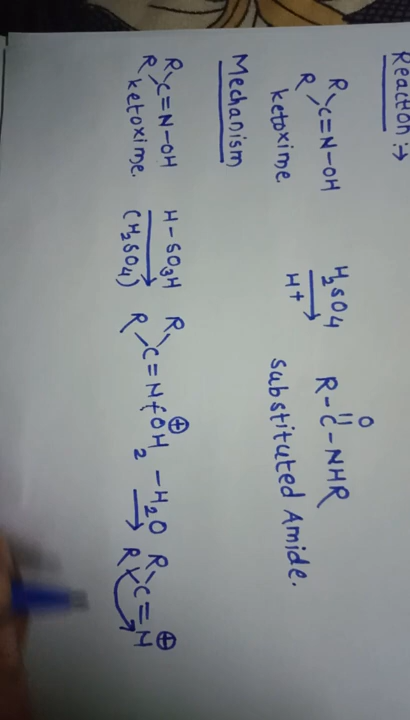 Reaction :→
R
R C=N-OH H2SO4 R-C-NHR
H+ O
ketoxime. Substituted Amide.
Mechanism
R
R C=N-OH H-SO3H R
R C=N-OH2 -H2O R
R C=N
⊕ ⊕
ketoxime. (H2SO4)